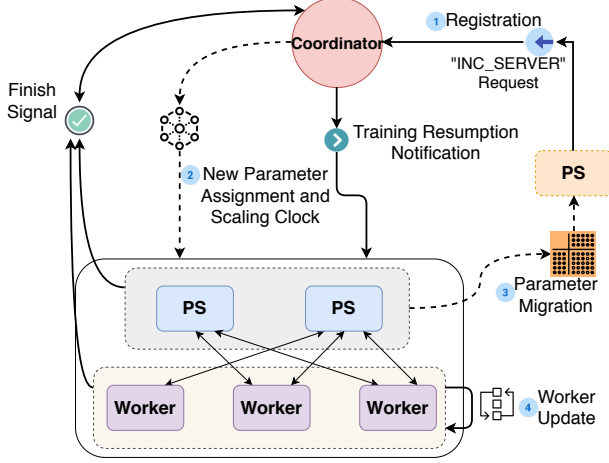 1 Registration
Coordinator
"INC_SERVER"
Request
Finish
Signal
Training Resumption
Notification
PS
2 New Parameter
Assignment and
Scaling Clock
3 Parameter
Migration
PS
PS
Worker
Worker
Worker
4 Worker
Update